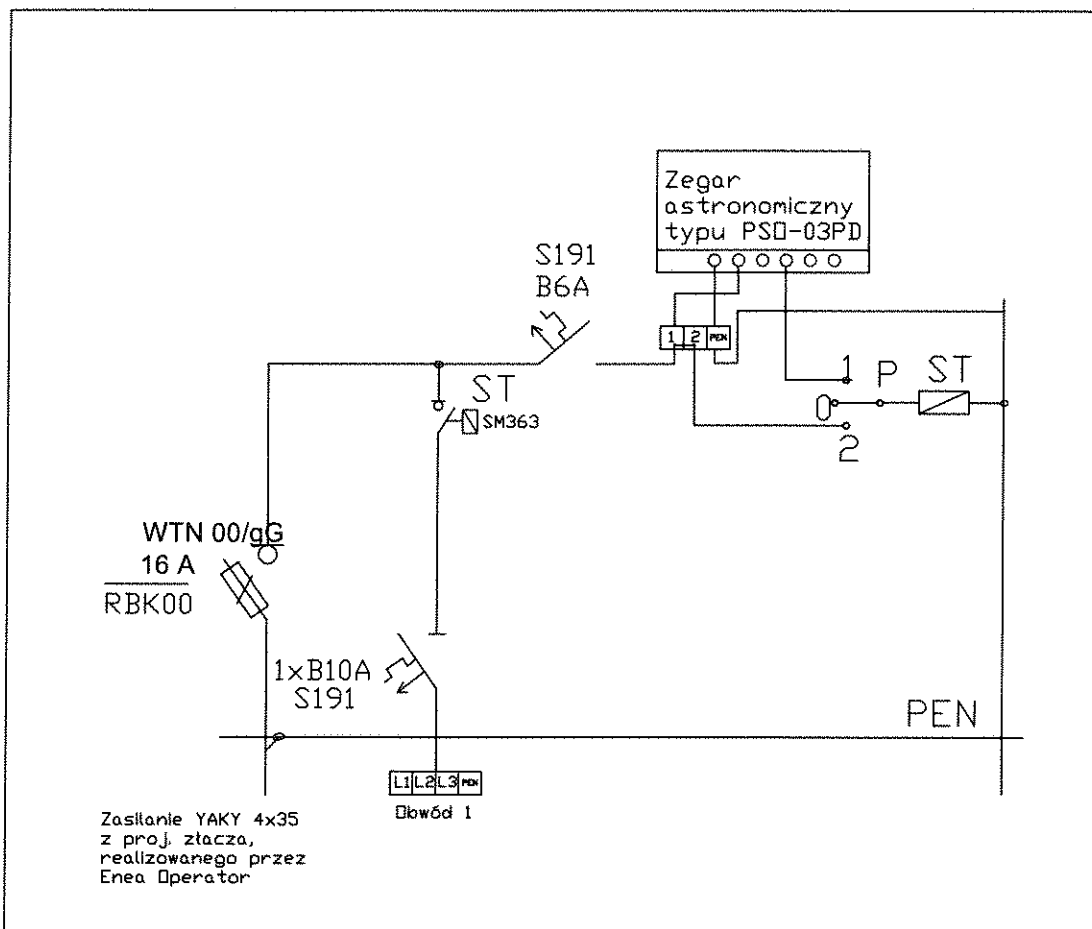 Zegar
astronomiczny
typu PSO-03PD
S191
B6A
1 2 PEN
1 P ST
2
ST
SM363
WTN 00/gG
16 A
RBK00
1xB10A
S191
PEN
L1 L2 L3 PEN
Obwód 1
Zasilanie YAKY 4x35
z proj. złącza,
realizowanego przez
Enea Operator